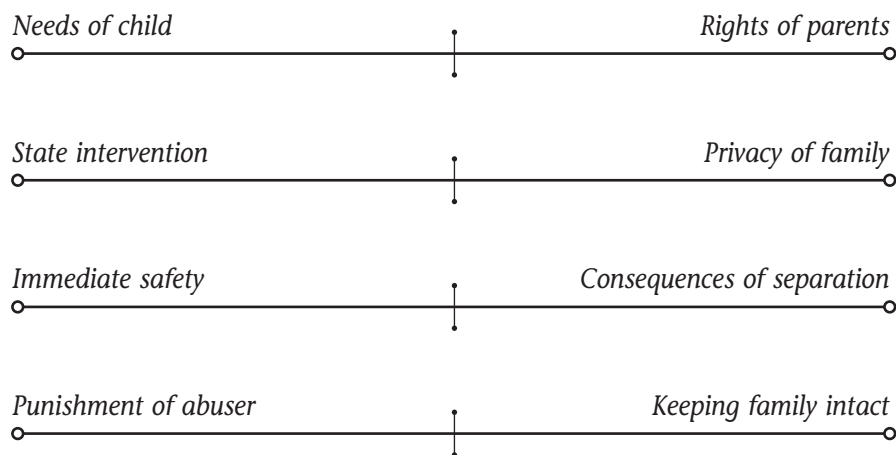 Needs of child Rights of parents
State intervention Privacy of family
Immediate safety Consequences of separation
Punishment of abuser Keeping family intact